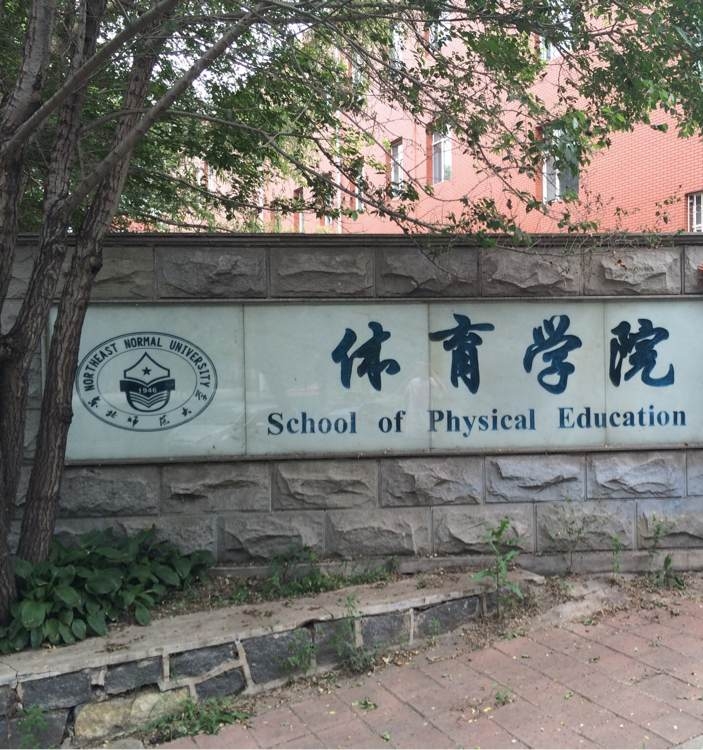 NORTHEAST NORMAL UNIVERSITY
1946
东北师范大学
体育学院
School of Physical Education